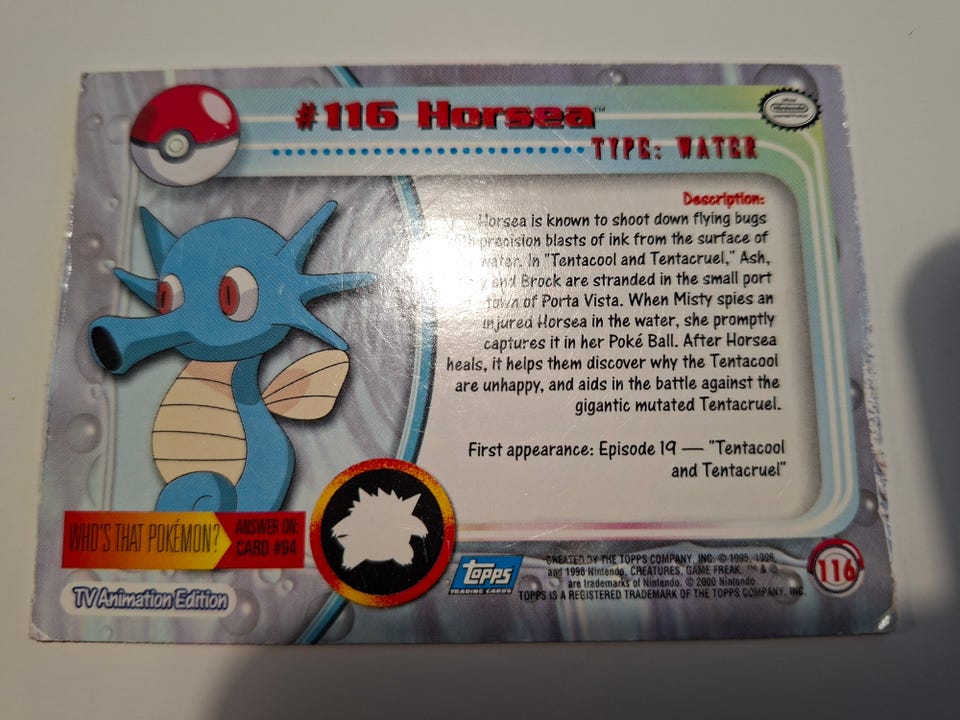 #116 Horsea™
Official
Nintendo
Licensed Product
TYPE: WATER
Description:
Horsea is known to shoot down flying bugs
precision blasts of ink from the surface of
water. In "Tentacool and Tentacruel," Ash,
and Brock are stranded in the small port
town of Porta Vista. When Misty spies an
injured Horsea in the water, she promptly
captures it in her Poké Ball. After Horsea
heals, it helps them discover why the Tentacool
are unhappy, and aids in the battle against the
gigantic mutated Tentacruel.
First appearance: Episode 19 — "Tentacool
and Tentacruel"
WHO'S THAT POKÉMON?
ANSWER ON:
CARD #94
TV Animation Edition
topps
TRADING CARDS
CREATED BY THE TOPPS COMPANY, INC. © 1995, 1996,
and 1998 Nintendo, CREATURES, GAME FREAK, ™ & ®
are trademarks of Nintendo. © 2000 Nintendo.
TOPPS IS A REGISTERED TRADEMARK OF THE TOPPS COMPANY, INC.
116